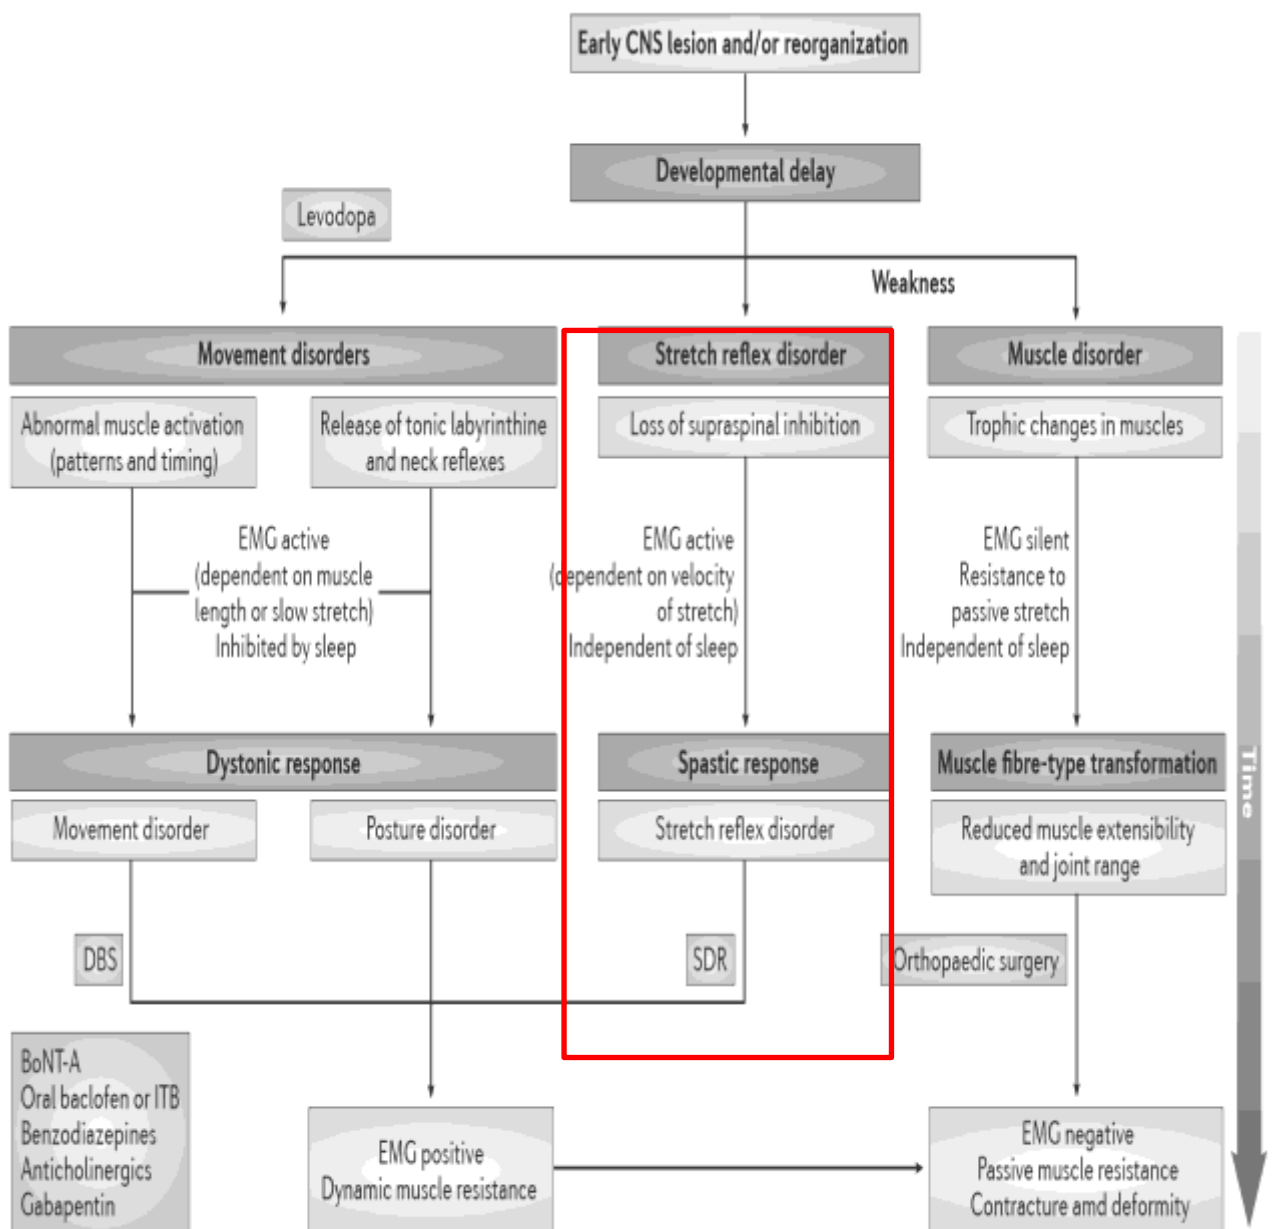 Early CNS lesion and/or reorganization
Developmental delay
Levodopa
Weakness
Movement disorders
Stretch reflex disorder
Muscle disorder
Abnormal muscle activation
(patterns and timing)
Release of tonic labyrinthine
and neck reflexes
Loss of supraspinal inhibition
Trophic changes in muscles
EMG active
(dependent on muscle
length or slow stretch)
Inhibited by sleep
EMG active
(dependent on velocity
of stretch)
Independent of sleep
EMG silent
Resistance to
passive stretch
Independent of sleep
Dystonic response
Spastic response
Muscle fibre-type transformation
Movement disorder
Posture disorder
Stretch reflex disorder
Reduced muscle extensibility
and joint range
Time
DBS
SDR
Orthopaedic surgery
BoNT-A
Oral baclofen or ITB
Benzodiazepines
Anticholinergics
Gabapentin
EMG positive
Dynamic muscle resistance
EMG negative
Passive muscle resistance
Contracture amd deformity